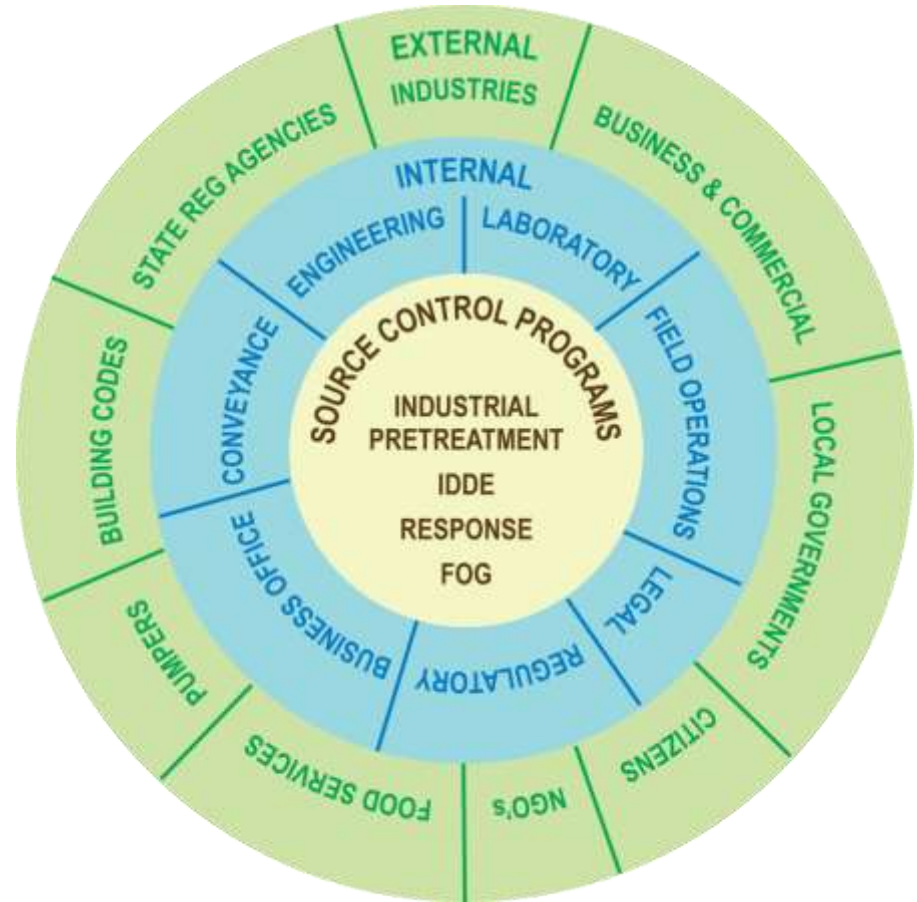 EXTERNAL
INDUSTRIES
BUSINESS & COMMERCIAL
LOCAL GOVERNMENTS
CITIZENS
NGO's
FOOD SERVICES
PUMPERS
BUILDING CODES
STATE REG AGENCIES
INTERNAL
ENGINEERING
LABORATORY
FIELD OPERATIONS
LEGAL
REGULATORY
BUSINESS OFFICE
CONVEYANCE
SOURCE CONTROL PROGRAMS
INDUSTRIAL
PRETREATMENT
IDDE
RESPONSE
FOG